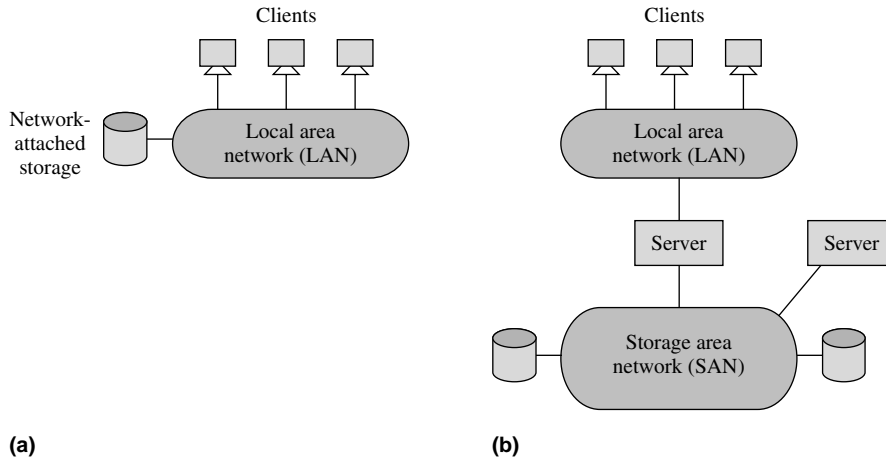 Clients
Network-
attached
storage
Local area
network (LAN)
(a)
Clients
Local area
network (LAN)
Server
Server
Storage area
network (SAN)
(b)